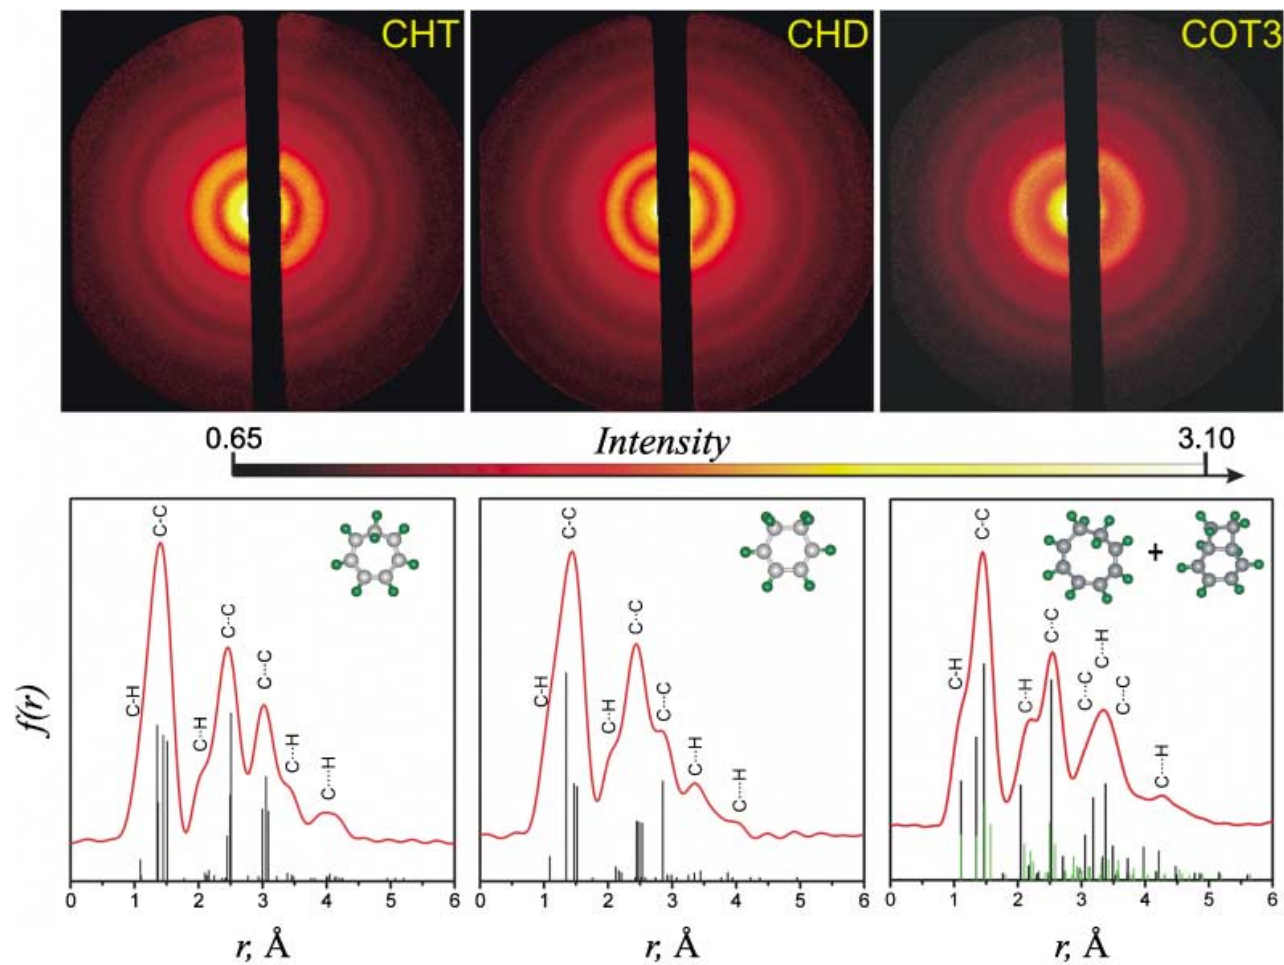 CHT
CHD
COT3
0.65
Intensity
3.10
f(r)
C-H
C-C
C···H
C··C
C···C
C···H
C····H
0 1 2 3 4 5 6
r, Å
C-H
C-C
C···H
C··C
C···C
C···H
C····H
0 1 2 3 4 5 6
r, Å
+
C-H
C-C
C···H
C··C
C···C
C····H
C····C
C····H
0 1 2 3 4 5 6
r, Å